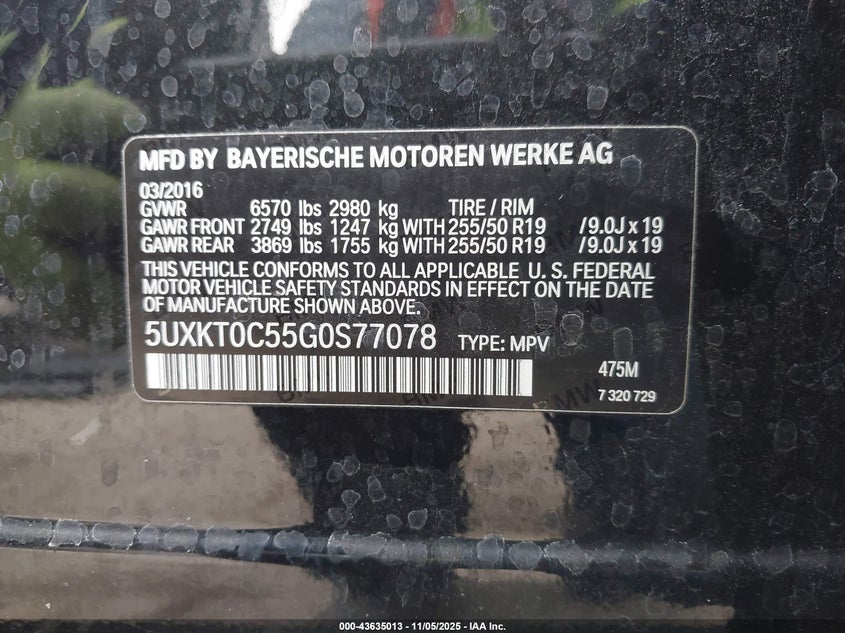 MFD BY BAYERISCHE MOTOREN WERKE AG
03/2016
GVWR 6570 lbs 2980 kg TIRE / RIM
GAWR FRONT 2749 lbs 1247 kg WITH 255/50 R19 /9.0J x 19
GAWR REAR 3869 lbs 1755 kg WITH 255/50 R19 /9.0J x 19
THIS VEHICLE CONFORMS TO ALL APPLICABLE U. S. FEDERAL
MOTOR VEHICLE SAFETY STANDARDS IN EFFECT ON THE DATE
OF MANUFACTURE SHOWN ABOVE.
5UXKT0C55G0S77078 TYPE: MPV
475M
7 320 729
000-43635013 - 11/05/2025 - IAA Inc.